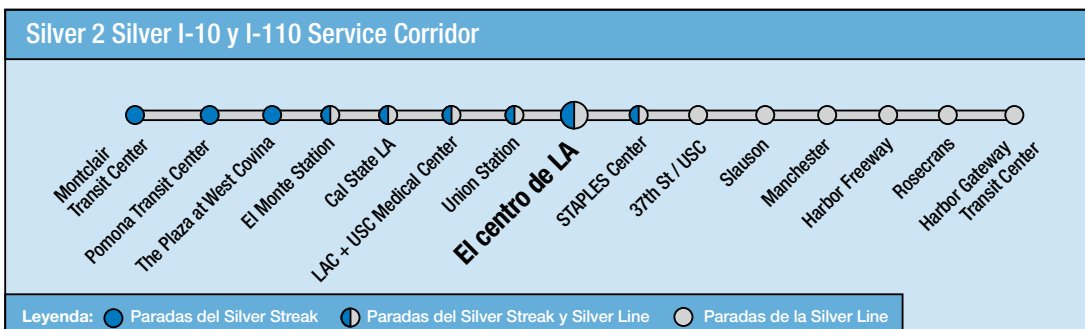 Silver 2 Silver I-10 y I-110 Service Corridor
Montclair
Transit Center
Pomona Transit Center
The Plaza at West Covina
El Monte Station
Cal State LA
LAC + USC Medical Center
Union Station
El centro de LA
STAPLES Center
37th St / USC
Slauson
Manchester
Harbor Freeway
Rosecrans
Harbor Gateway
Transit Center
Leyenda: Paradas del Silver Streak Paradas del Silver Streak y Silver Line Paradas de la Silver Line